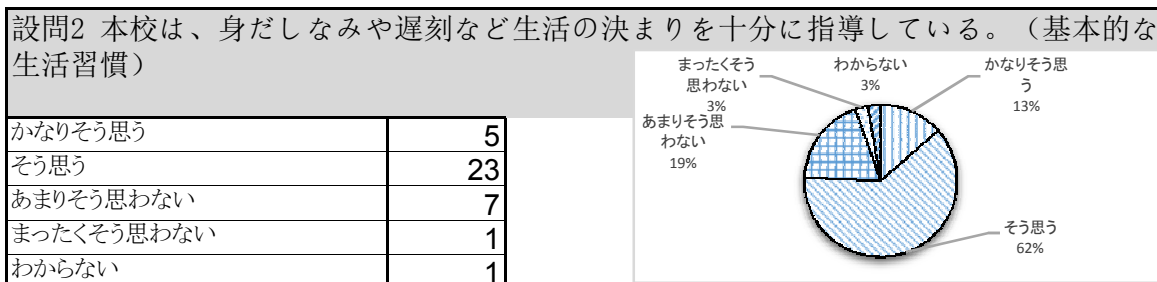 設問2 本校は、身だしなみや遅刻など生活の決まりを十分に指導している。（基本的な
生活習慣）
かなりそう思う 5
そう思う 23
あまりそう思わない 7
まったくそう思わない 1
わからない 1
まったくそう
思わない
3%
わからない
3%
かなりそう思
う
13%
あまりそう思
わない
19%
そう思う
62%